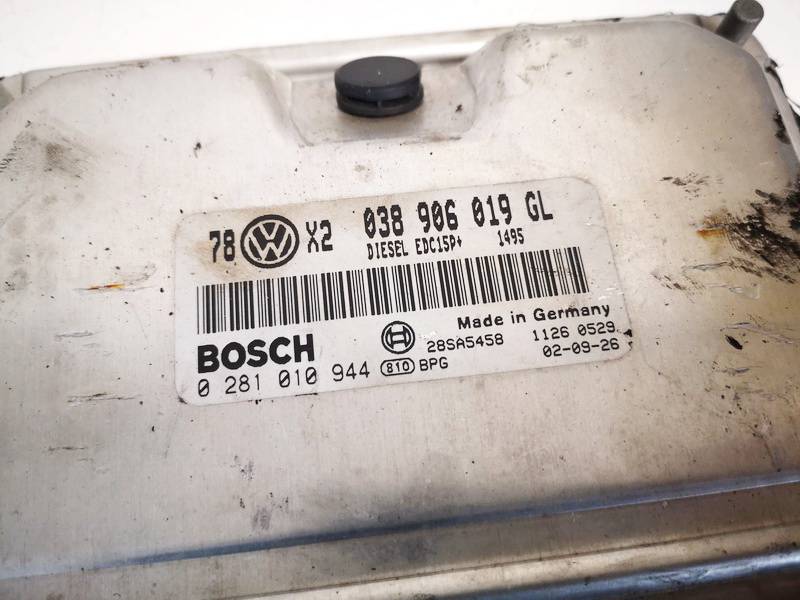 78 VW X2 038 906 019 GL
DIESEL EDC15P+ 1495
Made in Germany
BOSCH 28SA5458 1126 0529
0 281 010 944 810 BPG 02-09-26